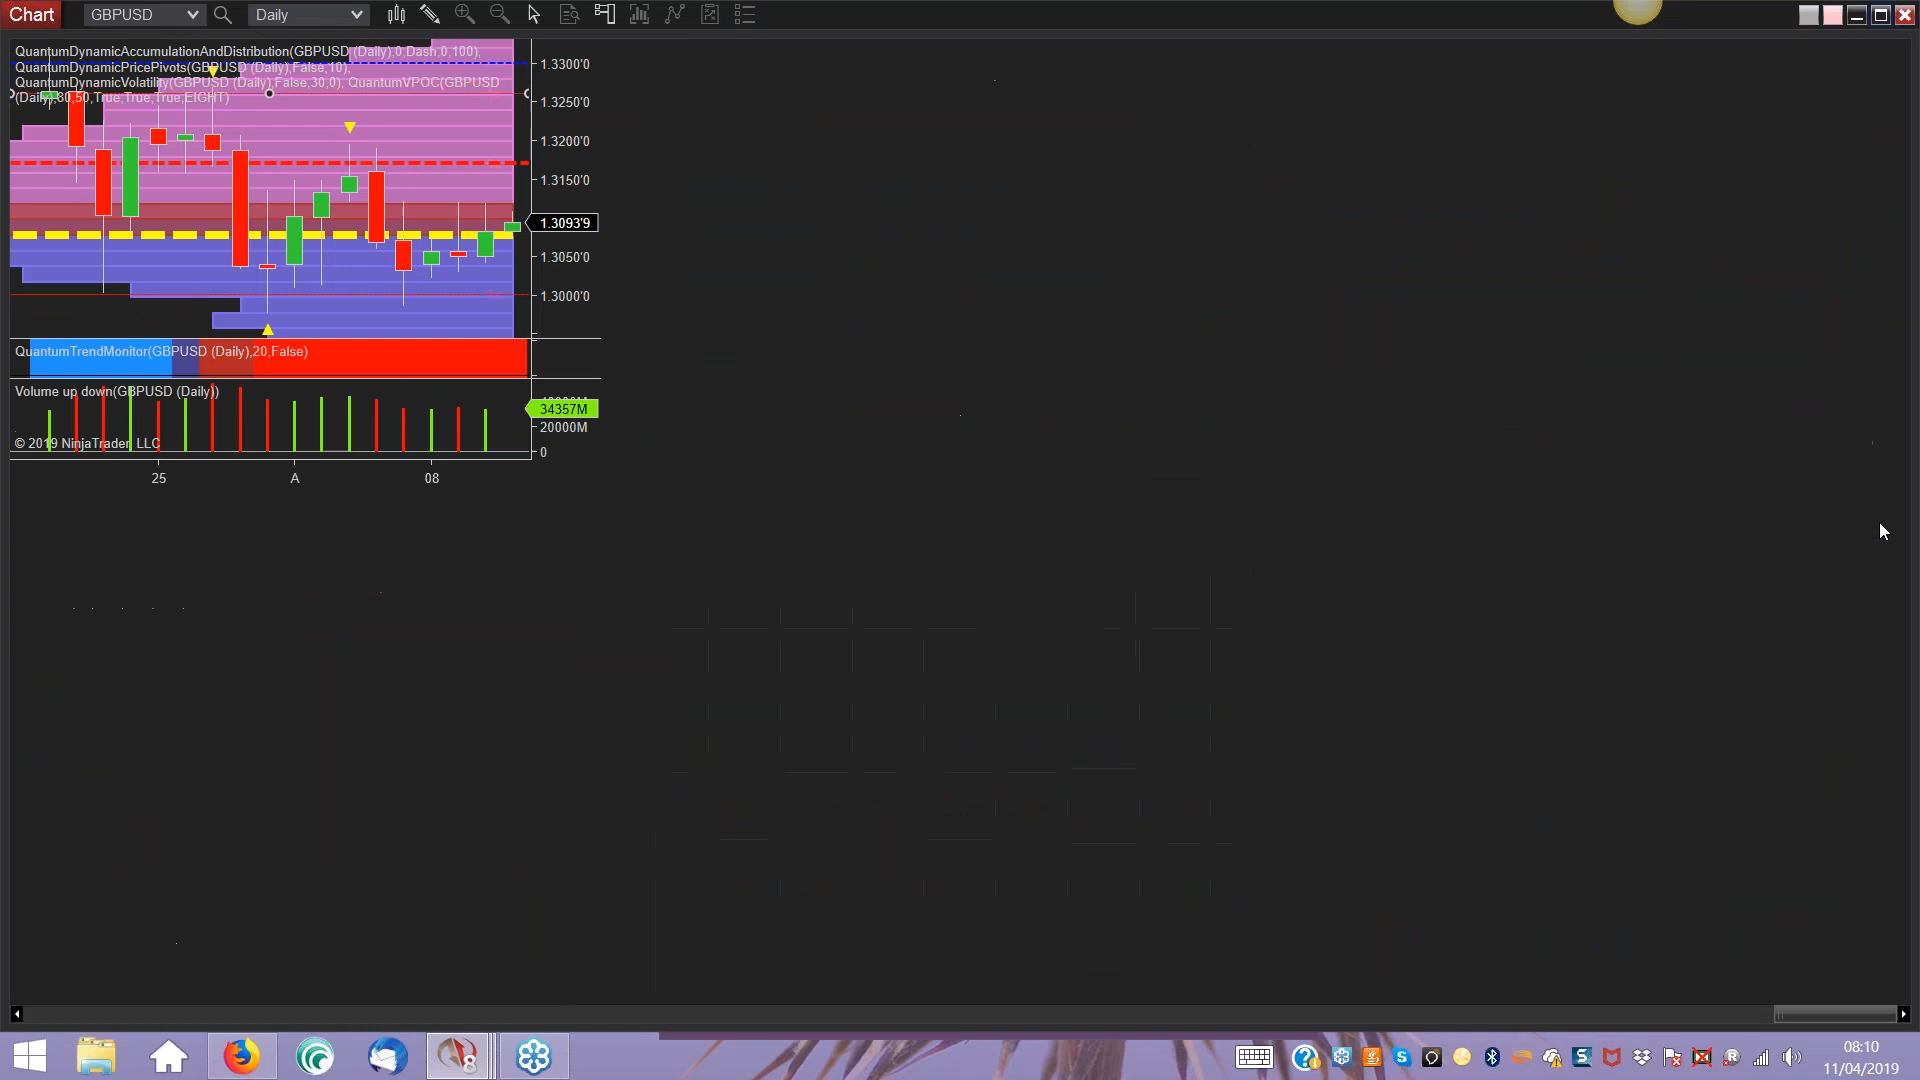 Chart GBPUSD Daily
QuantumDynamicAccumulationAndDistribution(GBPUSD (Daily),0,Dash,0,100),
QuantumDynamicPricePivots(GBPUSD (Daily),False,10),
QuantumDynamicVolatility(GBPUSD (Daily),False,30,0), QuantumVPOC(GBPUSD
(Daily),80,50,True,True,True,EIGHT)
1.3300'0
1.3250'0
1.3200'0
1.3150'0
1.3093'9
1.3050'0
1.3000'0
QuantumTrendMonitor(GBPUSD (Daily),20,False)
Volume up down(GBPUSD (Daily))
34357M
20000M
© 2019 NinjaTrader, LLC
0
25 A 08
8
08:10
11/04/2019